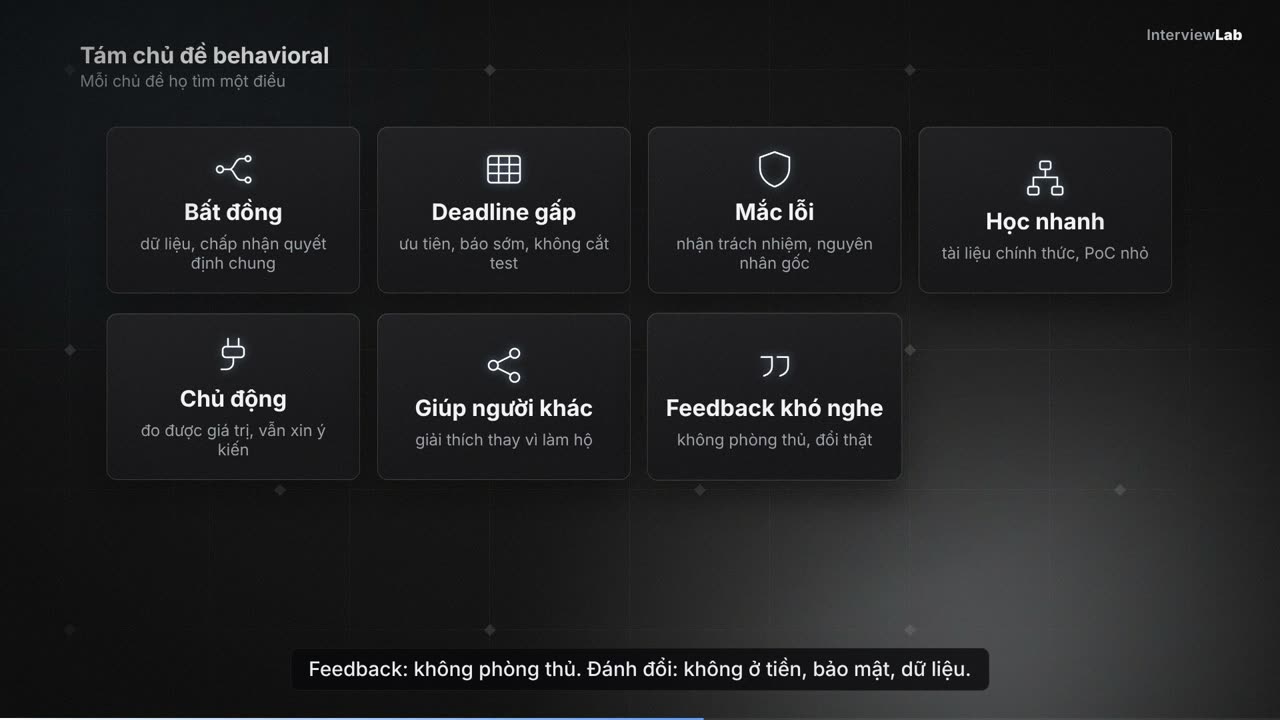 InterviewLab
Tám chủ đề behavioral
Mỗi chủ đề họ tìm một điều
Bất đồng
dữ liệu, chấp nhận quyết
định chung
Deadline gấp
ưu tiên, báo sớm, không cắt
test
Mắc lỗi
nhận trách nhiệm, nguyên
nhân gốc
Học nhanh
tài liệu chính thức, PoC nhỏ
Chủ động
đo được giá trị, vẫn xin ý
kiến
Giúp người khác
giải thích thay vì làm hộ
Feedback khó nghe
không phòng thủ, đổi thật
Feedback: không phòng thủ. Đánh đổi: không ở tiền, bảo mật, dữ liệu.